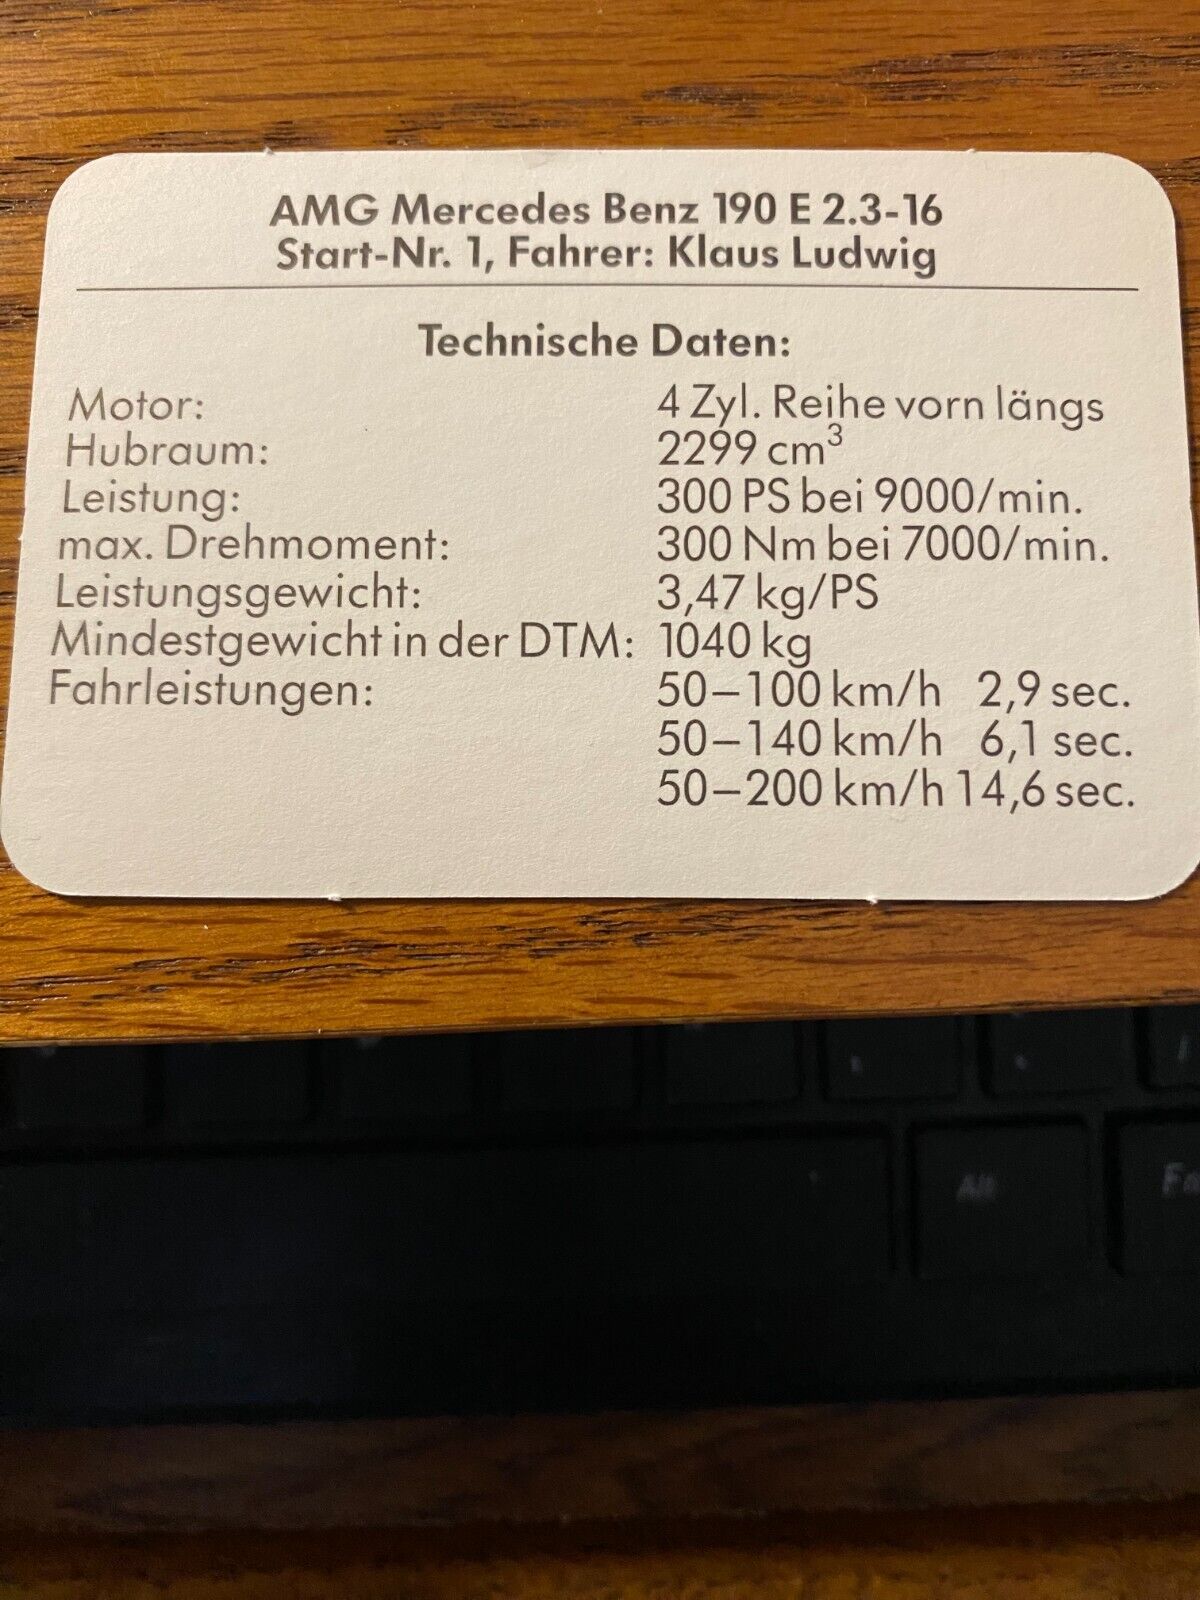 AMG Mercedes Benz 190 E 2.3-16
Start-Nr. 1, Fahrer: Klaus Ludwig
Technische Daten:
Motor: 4 Zyl. Reihe vorn längs
Hubraum: 2299 cm³
Leistung: 300 PS bei 9000/min.
max. Drehmoment: 300 Nm bei 7000/min.
Leistungsgewicht: 3,47 kg/PS
Mindestgewicht in der DTM: 1040 kg
Fahrleistungen: 50–100 km/h 2,9 sec.
50–140 km/h 6,1 sec.
50–200 km/h 14,6 sec.
Alt